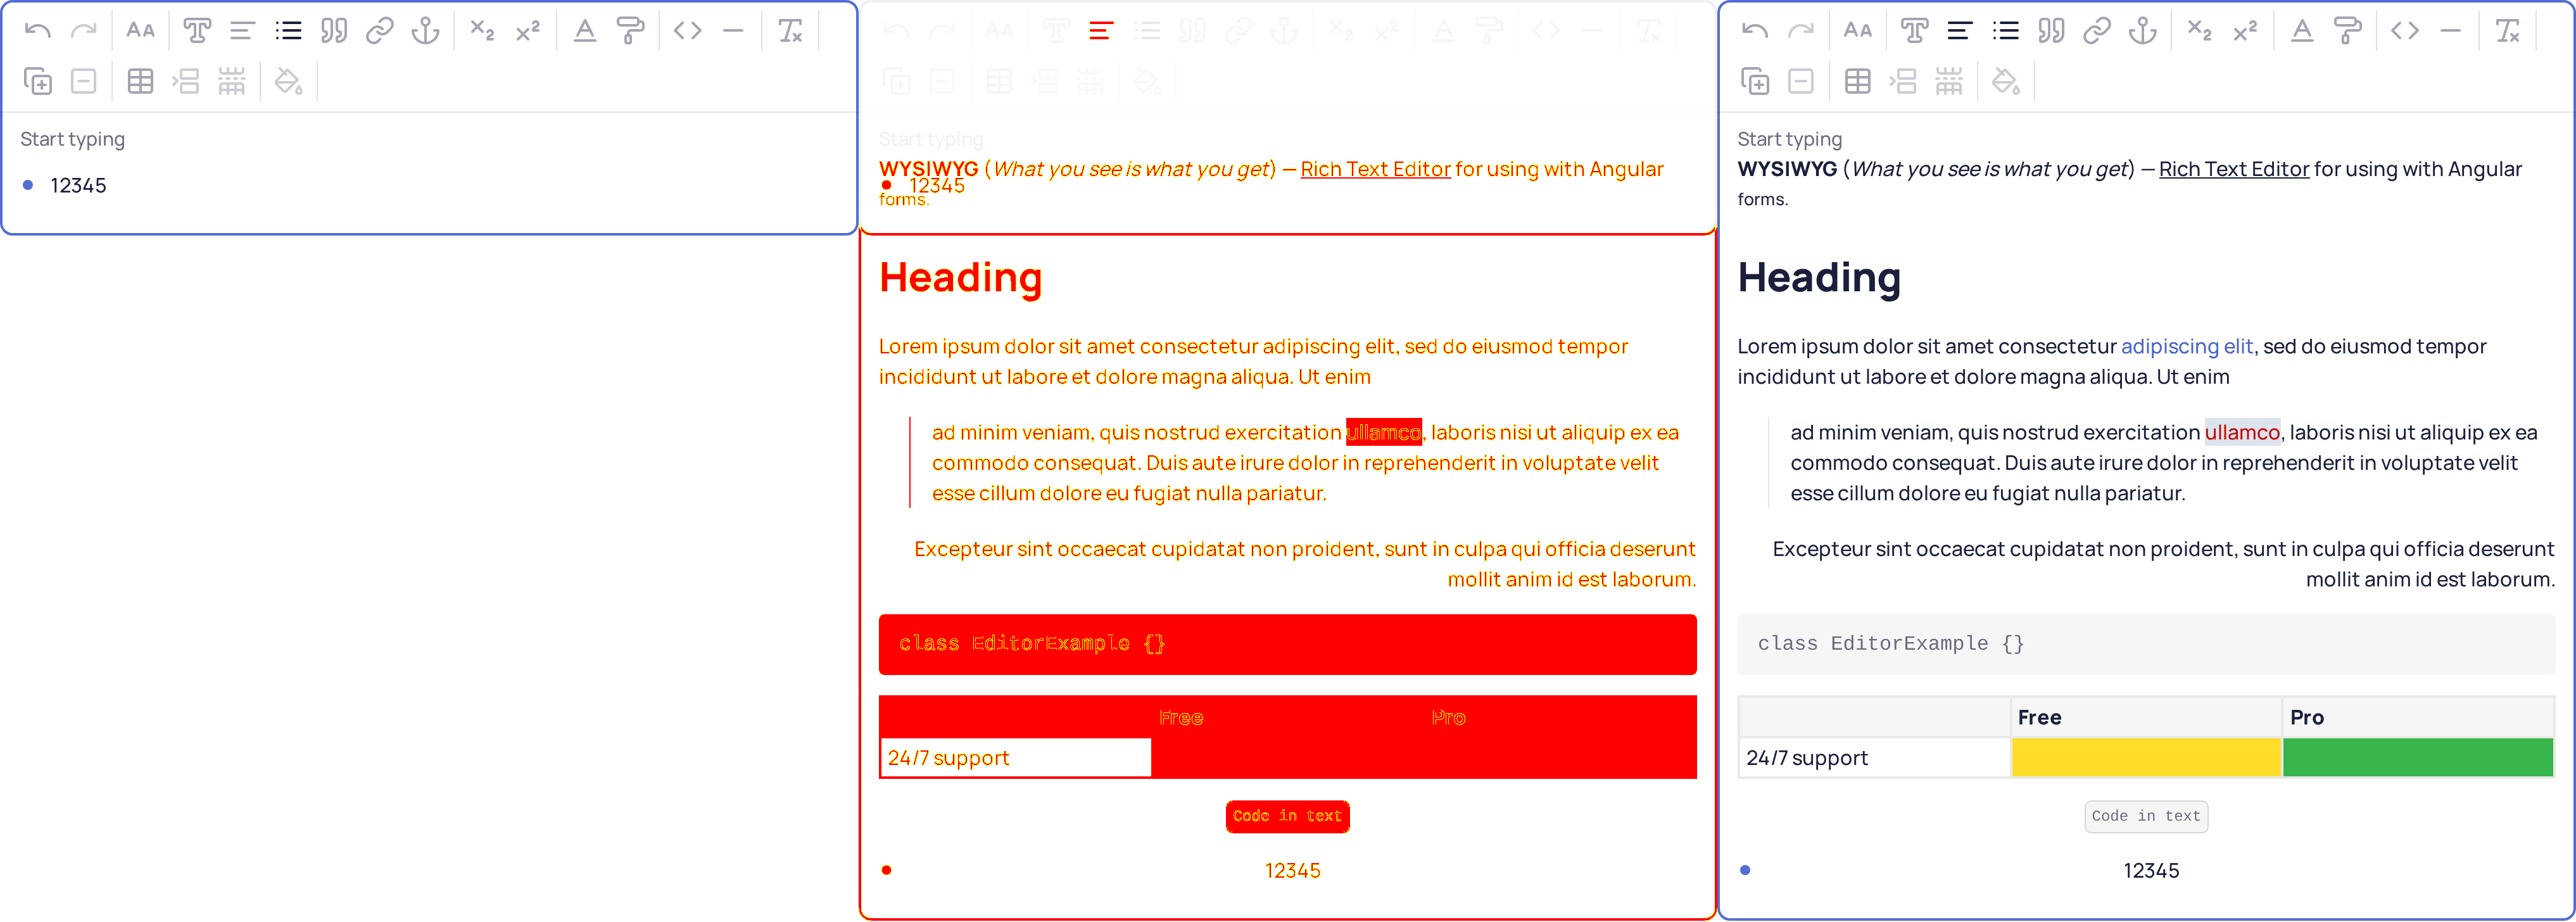 Start typing
12345
Start typing
WYSIWYG (What you see is what you get) — Rich Text Editor for using with Angular
12345
forms.
Heading
Lorem ipsum dolor sit amet consectetur adipiscing elit, sed do eiusmod tempor
incididunt ut labore et dolore magna aliqua. Ut enim
ad minim veniam, quis nostrud exercitation ullamco, laboris nisi ut aliquip ex ea
commodo consequat. Duis aute irure dolor in reprehenderit in voluptate velit
esse cillum dolore eu fugiat nulla pariatur.
Excepteur sint occaecat cupidatat non proident, sunt in culpa qui officia deserunt
mollit anim id est laborum.
class EditorExample {}
Free Pro
24/7 support
Code in text
12345
Start typing
WYSIWYG (What you see is what you get) — Rich Text Editor for using with Angular
forms.
Heading
Lorem ipsum dolor sit amet consectetur adipiscing elit, sed do eiusmod tempor
incididunt ut labore et dolore magna aliqua. Ut enim
ad minim veniam, quis nostrud exercitation ullamco, laboris nisi ut aliquip ex ea
commodo consequat. Duis aute irure dolor in reprehenderit in voluptate velit
esse cillum dolore eu fugiat nulla pariatur.
Excepteur sint occaecat cupidatat non proident, sunt in culpa qui officia deserunt
mollit anim id est laborum.
class EditorExample {}
Free Pro
24/7 support
Code in text
12345